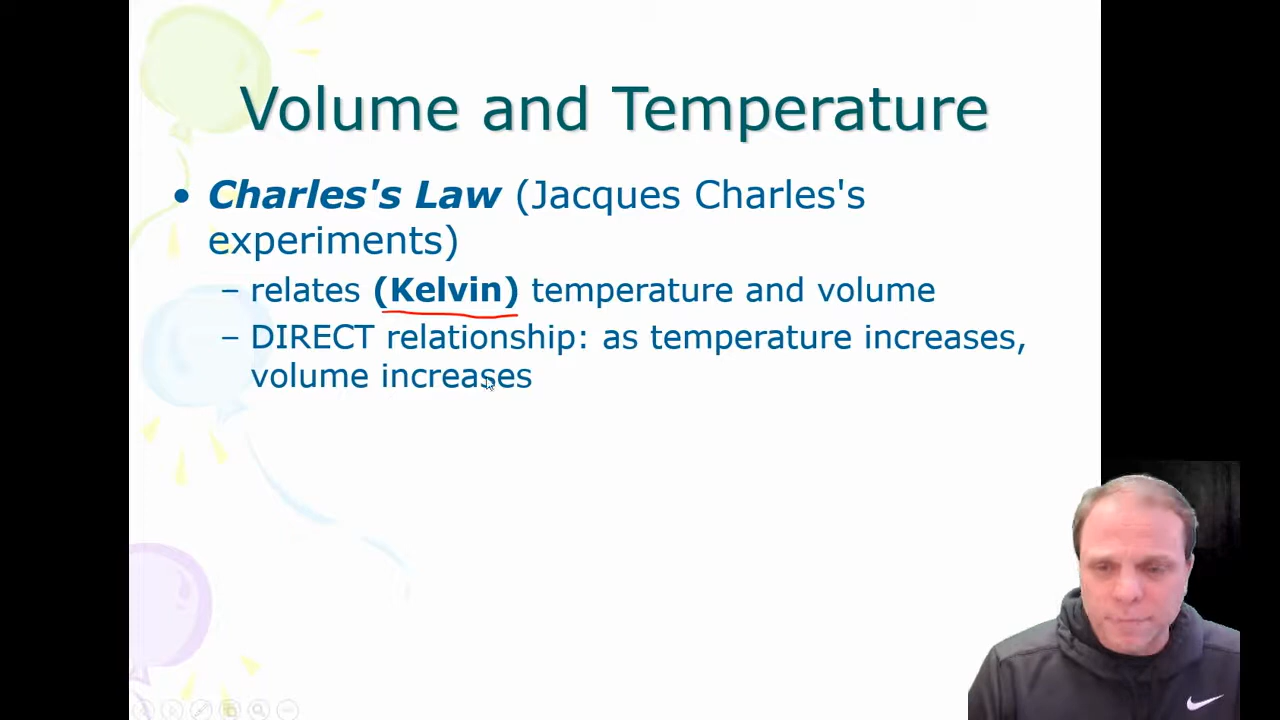 Volume and Temperature
• Charles's Law (Jacques Charles's
experiments)
– relates (Kelvin) temperature and volume
– DIRECT relationship: as temperature increases,
volume increases